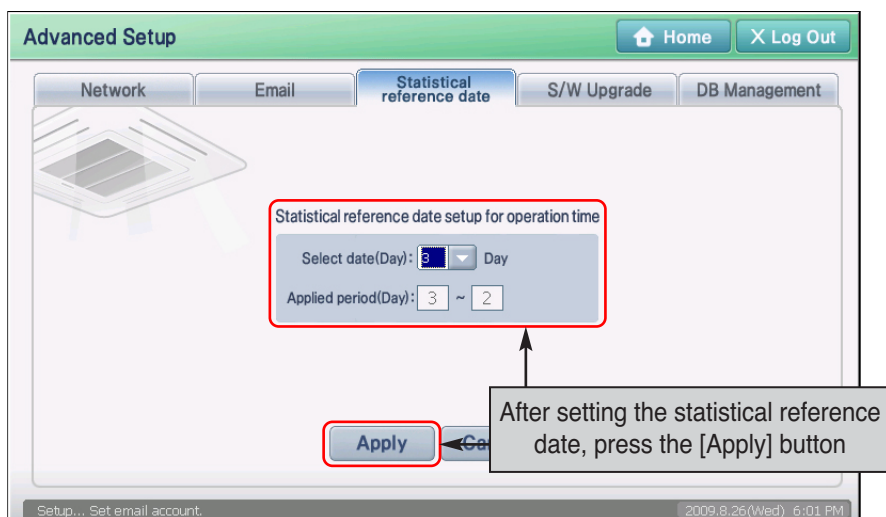 Advanced Setup
Home
X Log Out
Network
Email
Statistical
reference date
S/W Upgrade
DB Management
Statistical reference date setup for operation time
Select date(Day): 3 Day
Applied period(Day): 3 ~ 2
After setting the statistical reference
date, press the [Apply] button
Apply
Setup... Set email account.
2009.8.26(Wed) 6:01 PM